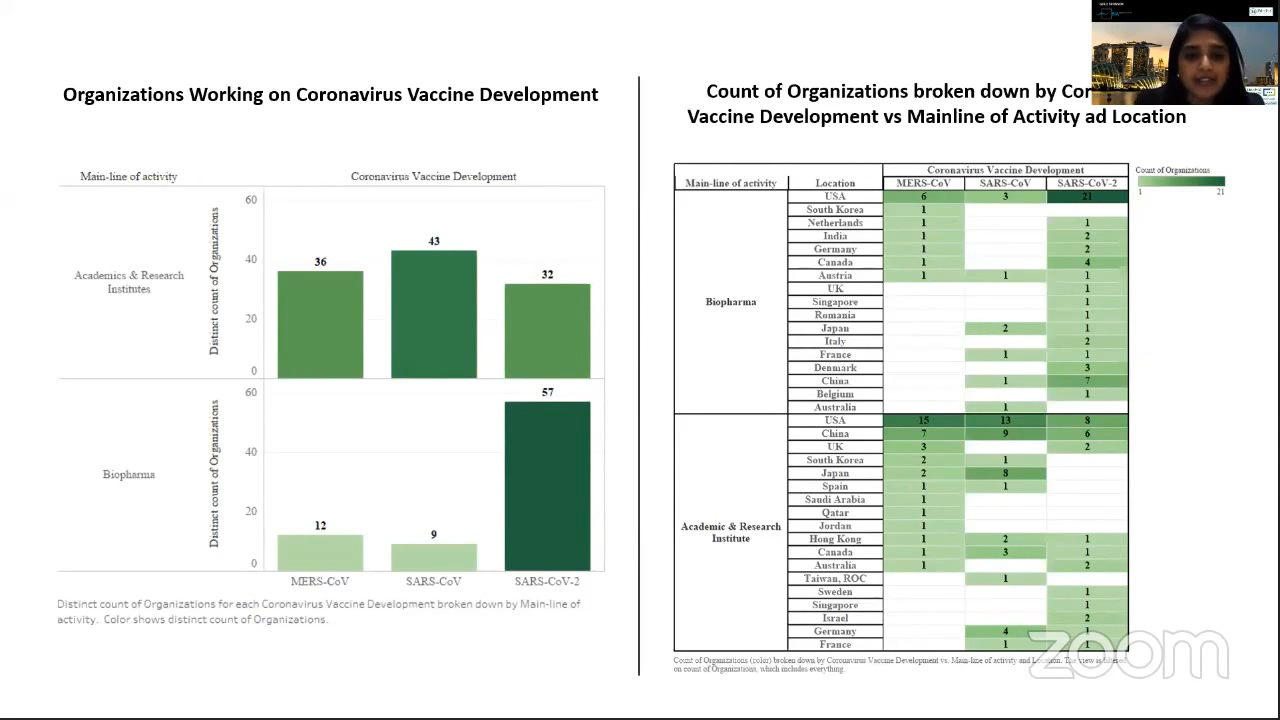 Organizations Working on Coronavirus Vaccine Development
Main-line of activity
Coronavirus Vaccine Development
Academics & Research
Institutes
Distinct count of Organizations
60
40
20
0
36
43
32
Biopharma
Distinct count of Organizations
60
40
20
0
12
9
57
MERS-CoV
SARS-CoV
SARS-CoV-2
Distinct count of Organizations for each Coronavirus Vaccine Development broken down by Main-line of
activity. Color shows distinct count of Organizations.
Count of Organizations broken down by Cor
Vaccine Development vs Mainline of Activity ad Location
Coronavirus Vaccine Development
Main-line of activity Location MERS-CoV SARS-CoV SARS-CoV-2
Biopharma
USA 6 3 21
South Korea 1
Netherlands 1 1
India 1 2
Germany 1 2
Canada 1 4
Austria 1 1 1
UK 1
Singapore 1
Romania 1
Japan 2 1
Italy 2
France 1 1
Denmark 3
China 1 7
Belgium 1
Australia 1
Academic & Research
Institute
USA 15 13 8
China 7 9 6
UK 3 2
South Korea 2 1
Japan 2 8
Spain 1 1
Saudi Arabia 1
Qatar 1
Jordan 1
Hong Kong 1 2 1
Canada 1 3 1
Australia 1 2
Taiwan, ROC 1
Sweden 1
Singapore 1
Israel 2
Germany 4 1
France 1 1
Count of Organizations (color) broken down by Coronavirus Vaccine Development vs. Main-line of activity and Location. The view is filtered
on count of Organizations, which includes everything.
Count of Organizations
1 21
zoom